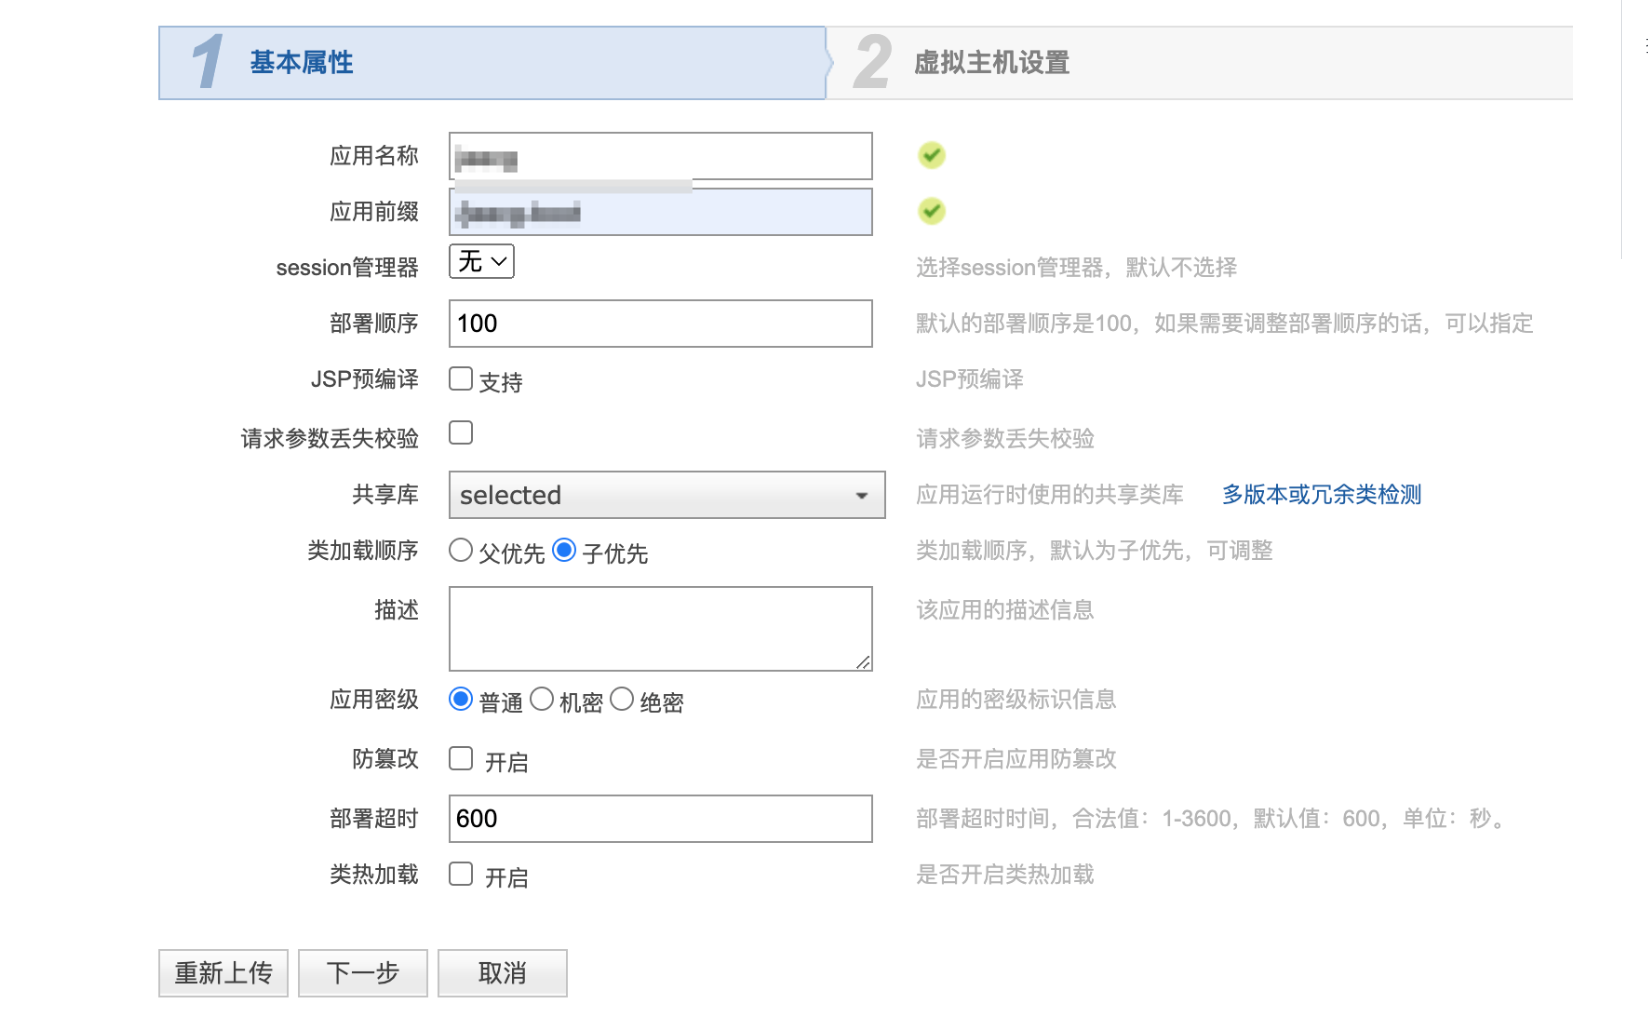 1 基本属性
2 虚拟主机设置
应用名称
应用前缀
session管理器 无 选择session管理器，默认不选择
部署顺序 100 默认的部署顺序是100，如果需要调整部署顺序的话，可以指定
JSP预编译 支持 JSP预编译
请求参数丢失校验 请求参数丢失校验
共享库 selected 应用运行时使用的共享类库 多版本或冗余类检测
类加载顺序 父优先 子优先 类加载顺序，默认为子优先，可调整
描述 该应用的描述信息
应用密级 普通 机密 绝密 应用的密级标识信息
防篡改 开启 是否开启应用防篡改
部署超时 600 部署超时时间，合法值：1-3600，默认值：600，单位：秒。
类热加载 开启 是否开启类热加载
重新上传 下一步 取消